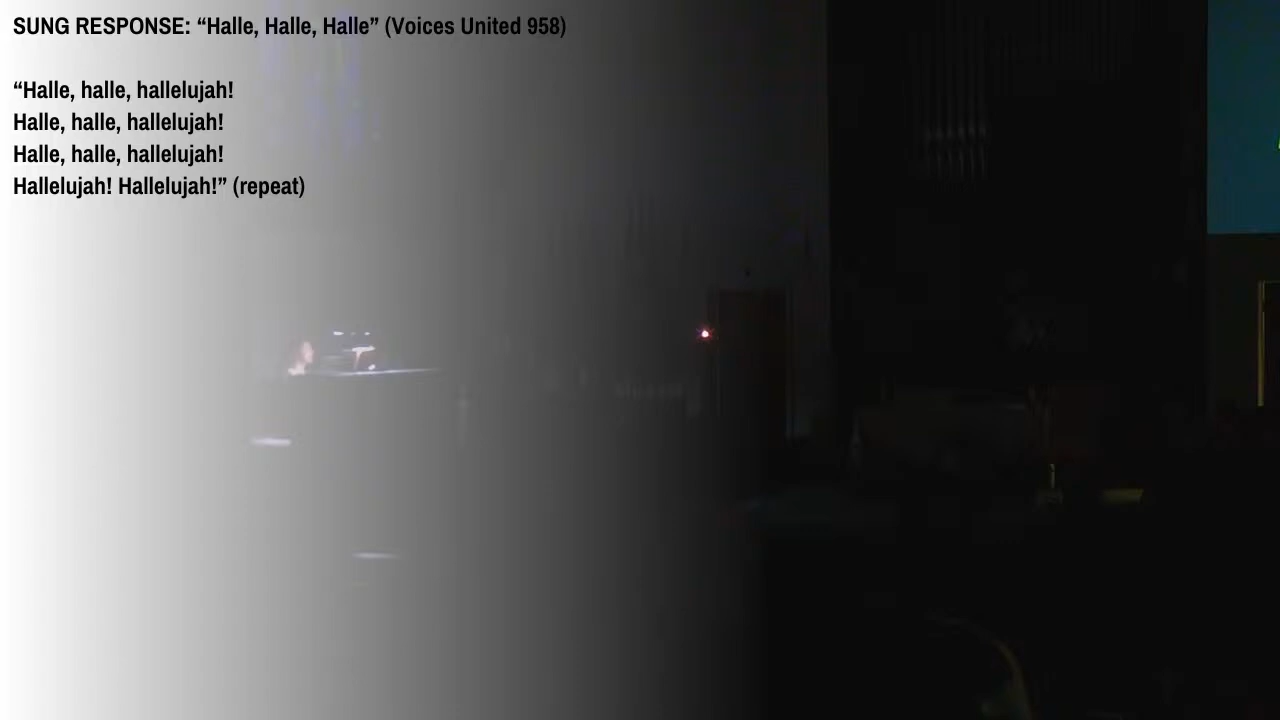 SUNG RESPONSE: “Halle, Halle, Halle” (Voices United 958)
“Halle, halle, hallelujah!
Halle, halle, hallelujah!
Halle, halle, hallelujah!
Hallelujah! Hallelujah!” (repeat)